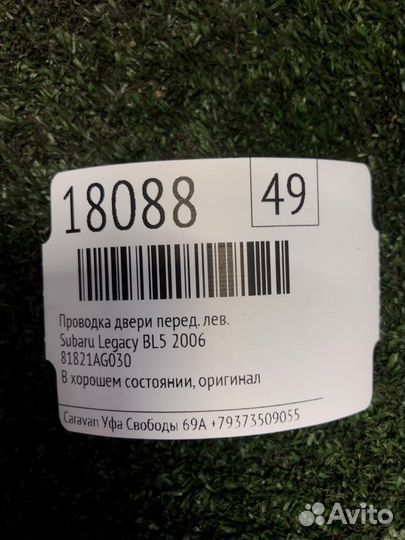 18088
49
Проводка двери перед. лев.
Subaru Legacy BL5 2006
81821AG030
В хорошем состоянии, оригинал
Caravan Уфа Свободы 69А +79373509055
Avito